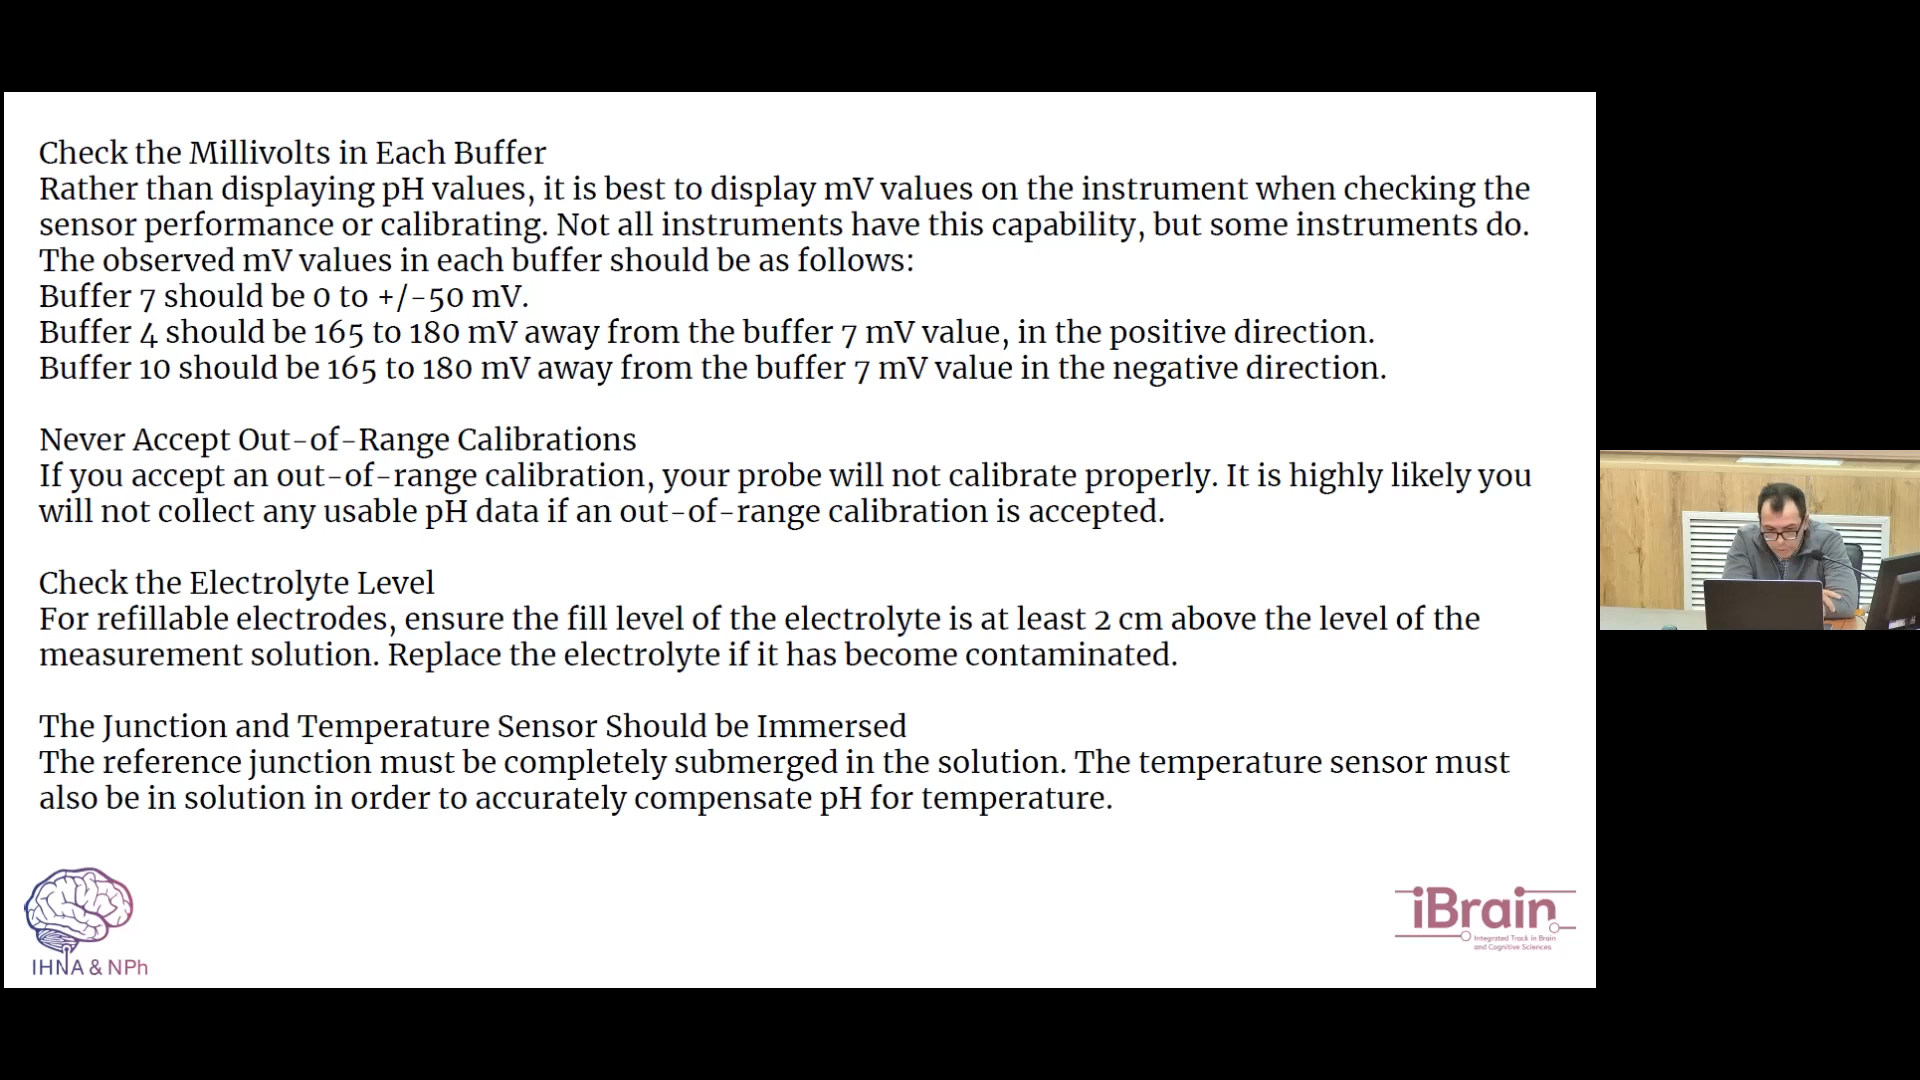 Check the Millivolts in Each Buffer
Rather than displaying pH values, it is best to display mV values on the instrument when checking the
sensor performance or calibrating. Not all instruments have this capability, but some instruments do.
The observed mV values in each buffer should be as follows:
Buffer 7 should be 0 to +/-50 mV.
Buffer 4 should be 165 to 180 mV away from the buffer 7 mV value, in the positive direction.
Buffer 10 should be 165 to 180 mV away from the buffer 7 mV value in the negative direction.
Never Accept Out-of-Range Calibrations
If you accept an out-of-range calibration, your probe will not calibrate properly. It is highly likely you
will not collect any usable pH data if an out-of-range calibration is accepted.
Check the Electrolyte Level
For refillable electrodes, ensure the fill level of the electrolyte is at least 2 cm above the level of the
measurement solution. Replace the electrolyte if it has become contaminated.
The Junction and Temperature Sensor Should be Immersed
The reference junction must be completely submerged in the solution. The temperature sensor must
also be in solution in order to accurately compensate pH for temperature.
IHNA & NPh
iBrain
Integrated Track in Brain
and Cognitive Sciences